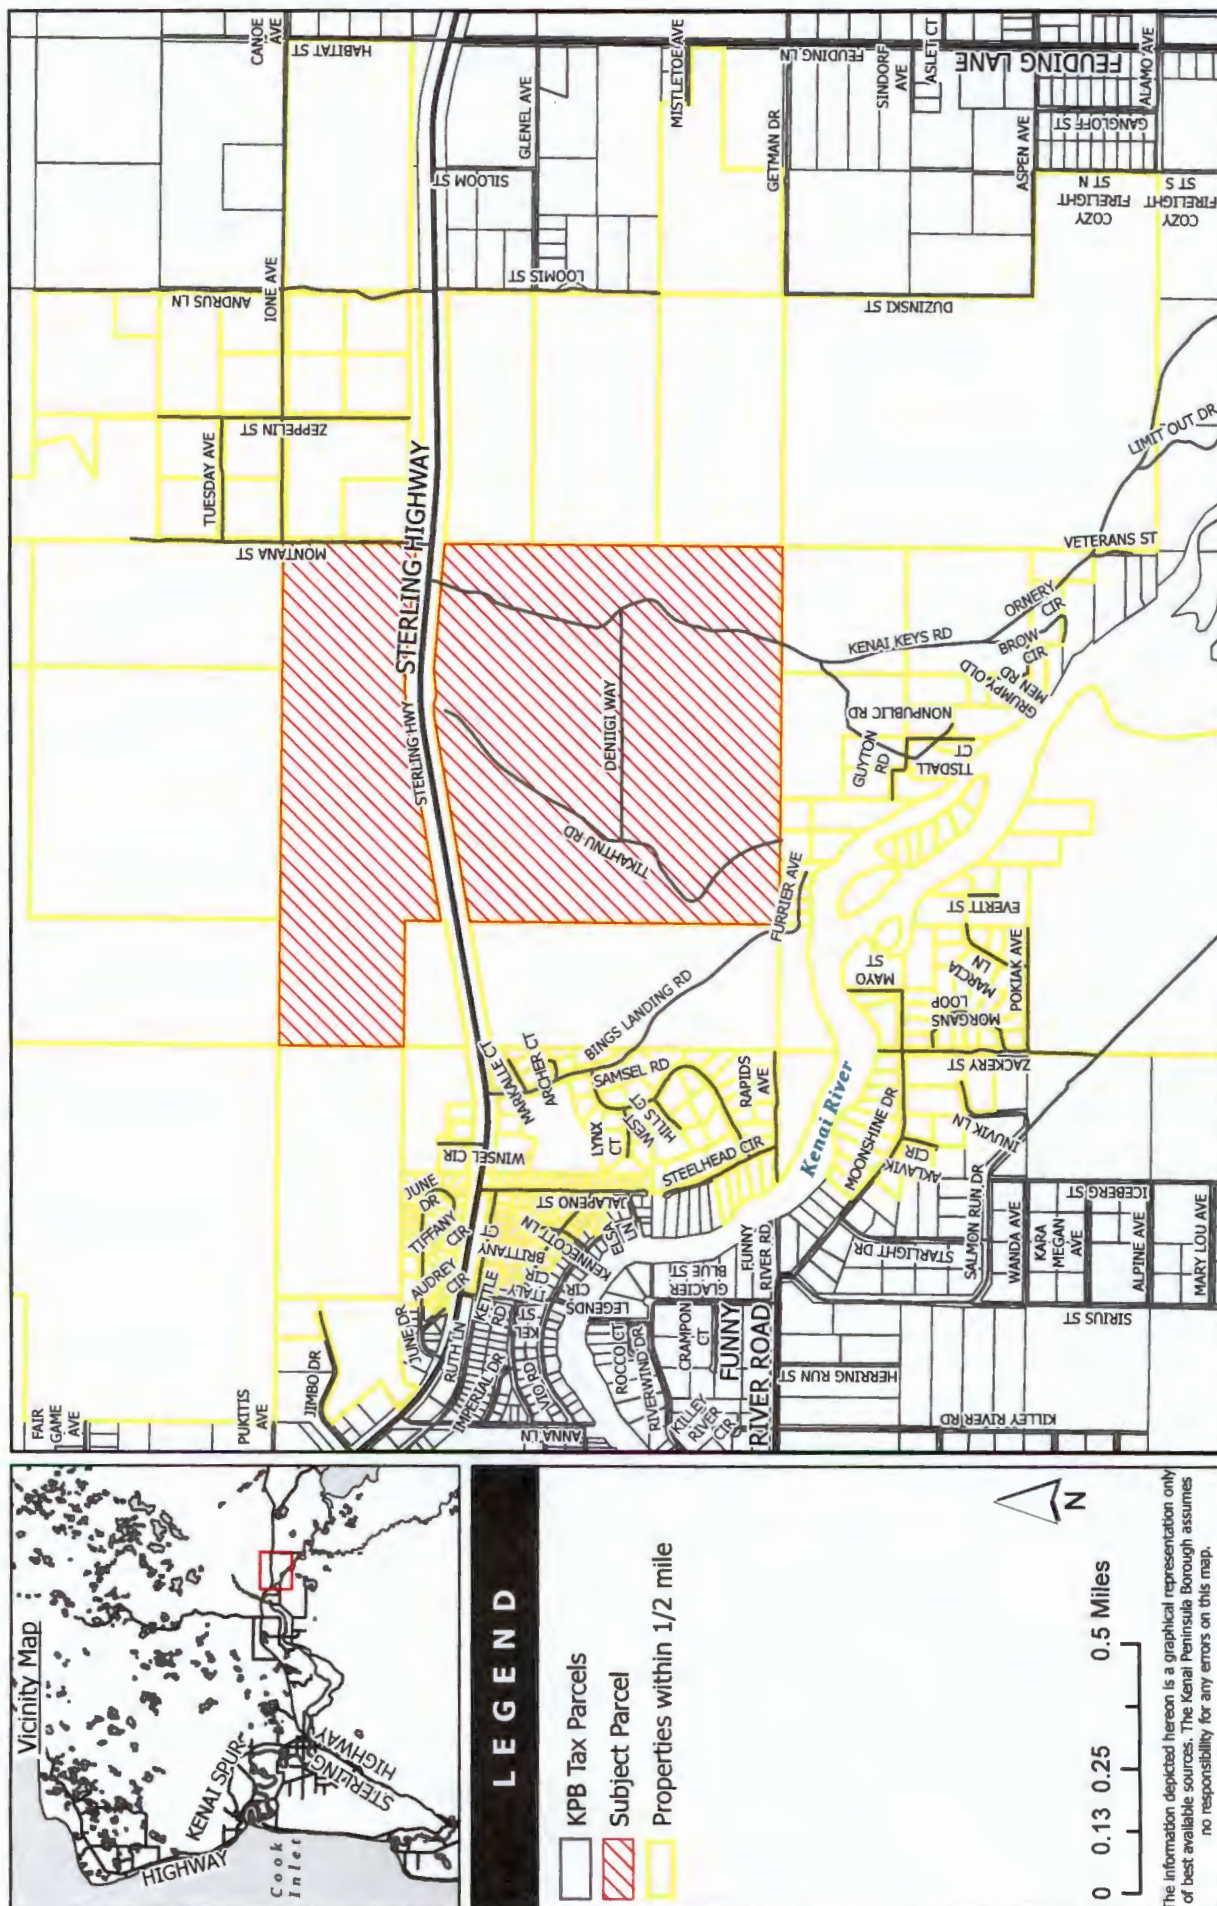 Vicinity Map
KENAI SPUR
HIGHWAY
STERLING
HIGHWAY
Cook
Inlet
LEGEND
KPB Tax Parcels
Subject Parcel
Properties within 1/2 mile
0 0.13 0.25 0.5 Miles
N
The information depicted hereon is a graphical representation only
of best available sources. The Kenai Peninsula Borough assumes
no responsibility for any errors on this map.
FAIR
GAME
AVE
PUKITIS
AVE
JIMBO DR
JUNE DR
AUDREY
CIR
TIFFANY
CIR
JUNE
DR
WINSEL CIR
RUTH LN
KETTLE
RD
BRITTANY
CT
IMPERIAL DR
KEL
ST
ITALY
CIR
VIO RD
ANNA LN
KENNECOTT LN
LEGENDS
CIR
ELSA
LN
JALAPENO ST
MARKALLE CT
ARCHER CT
BINGS LANDING RD
SAMSEL RD
LYNX
CT
WEST
HILLS CT
STEELHEAD CIR
RAPIDS
AVE
ROCCO CT
RIVERWIND DR
CRAMPON
CT
KILLEY
RIVER
CIR
GLACIER
BLUE ST
FUNNY
RIVER RD
FUNNY
RIVER ROAD
HERRING RUN ST
KILLEY RIVER RD
SIRIUS ST
STARLIGHT DR
MOONSHINE DR
AKLAVIK
CIR
SALMON RUN DR
INUVIK LN
WANDA AVE
KARA
MEGAN
AVE
ICEBERG ST
ALPINE AVE
MARY LOU AVE
ZACKERY ST
Kenai River
MAYO
ST
MORGANS
LOOP
MARCIA
LN
POKIAK AVE
EVERTT ST
FURRIER AVE
TIKAHTNU RD
DENIIGI WAY
STERLING HWY
STERLING HIGHWAY
KENAI KEYS RD
GUYTON
RD
NONPUBLIC RD
TISDALL
CT
GRUMPY OLD
MEN RD
BROW
CIR
ORNERY
CIR
VETERANS ST
LIMIT OUT DR
MONTANA ST
TUESDAY AVE
ZEPPELIN ST
ANDRUS LN
IONE AVE
CANOE
AVE
HABITAT ST
SILOOM ST
GLENEL AVE
LOOMIS ST
MISTLETOE AVE
GETMAN DR
FEUDING LN
SINDORF
AVE
ASLET CT
FEUDING LANE
DUZINSKI ST
ASPEN AVE
GANGLOFF ST
ALAMO AVE
COZY
FIRELIGHT
ST N
COZY
FIRELIGHT
ST S